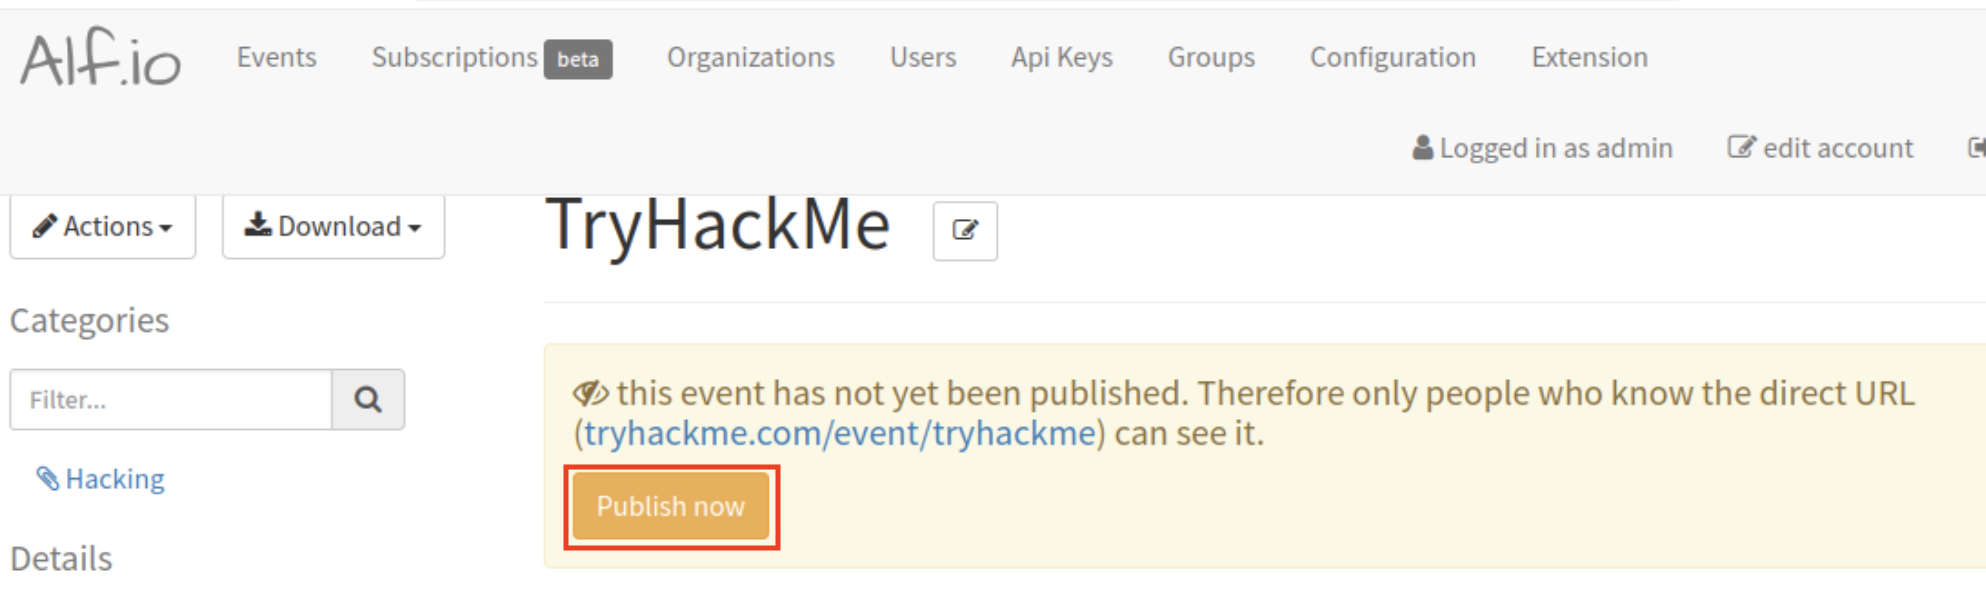 Alf.io Events Subscriptions beta Organizations Users Api Keys Groups Configuration Extension
Logged in as admin edit account
Actions Download
TryHackMe
Categories
Filter...
Hacking
Details
this event has not yet been published. Therefore only people who know the direct URL
(tryhackme.com/event/tryhackme) can see it.
Publish now